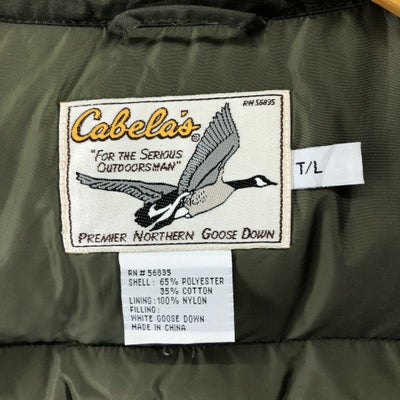 RN 56835
Cabela's®
"FOR THE SERIOUS
OUTDOORSMAN"
T/L
PREMIER NORTHERN GOOSE DOWN
RN # 56835
SHELL: 65% POLYESTER
35% COTTON
LINING: 100% NYLON
FILLING:
WHITE GOOSE DOWN
MADE IN CHINA